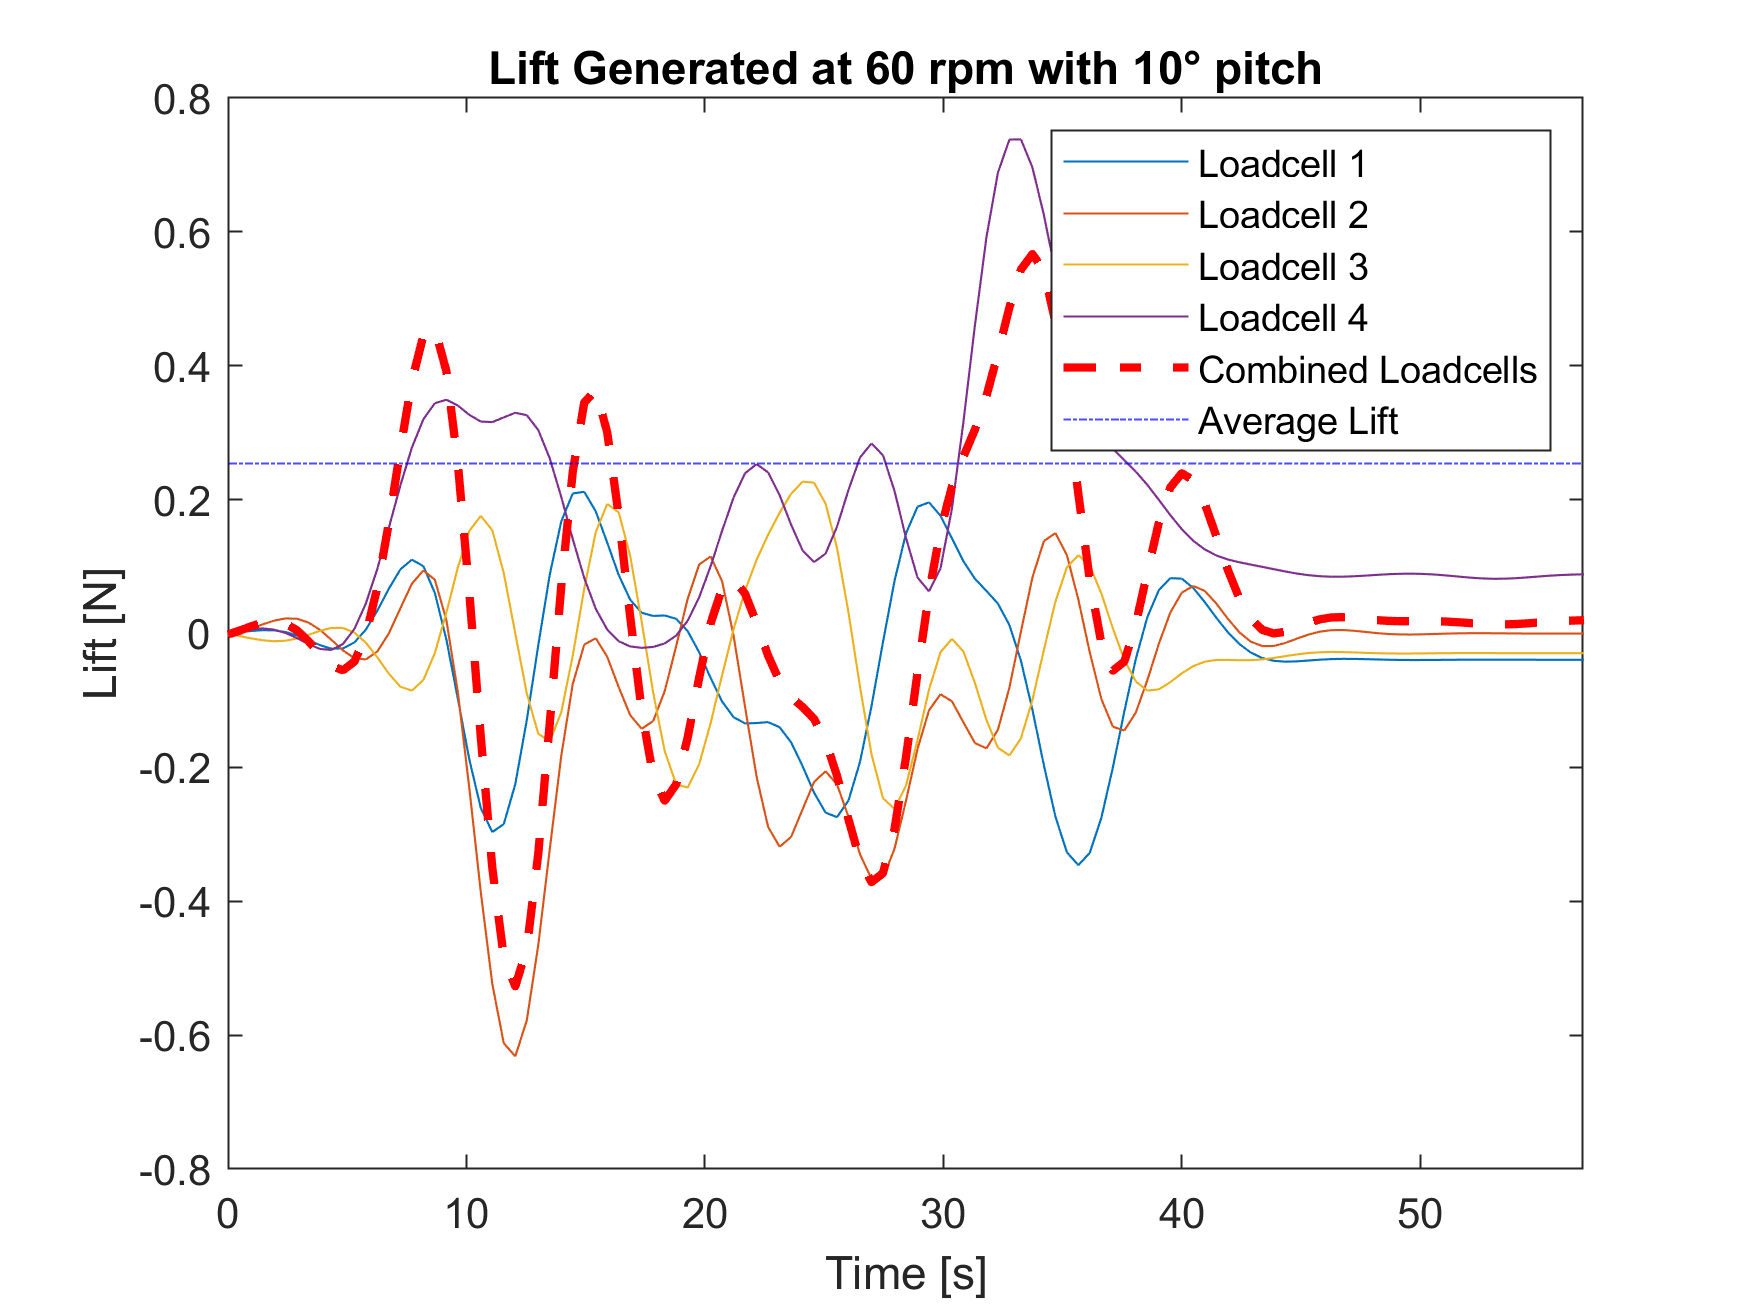 Lift Generated at 60 rpm with 10° pitch
0.8
0.6
0.4
0.2
0
-0.2
-0.4
-0.6
-0.8
Lift [N]
Loadcell 1
Loadcell 2
Loadcell 3
Loadcell 4
Combined Loadcells
Average Lift
0 10 20 30 40 50
Time [s]